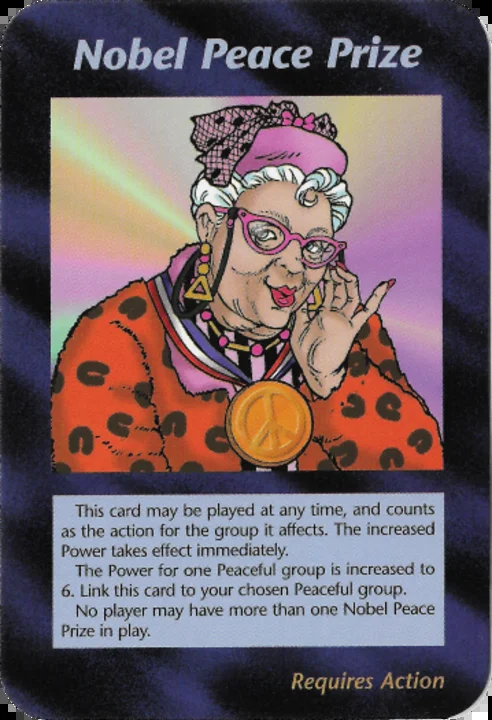 Nobel Peace Prize
This card may be played at any time, and counts
as the action for the group it affects. The increased
Power takes effect immediately.
The Power for one Peaceful group is increased to
6. Link this card to your chosen Peaceful group.
No player may have more than one Nobel Peace
Prize in play.
Requires Action